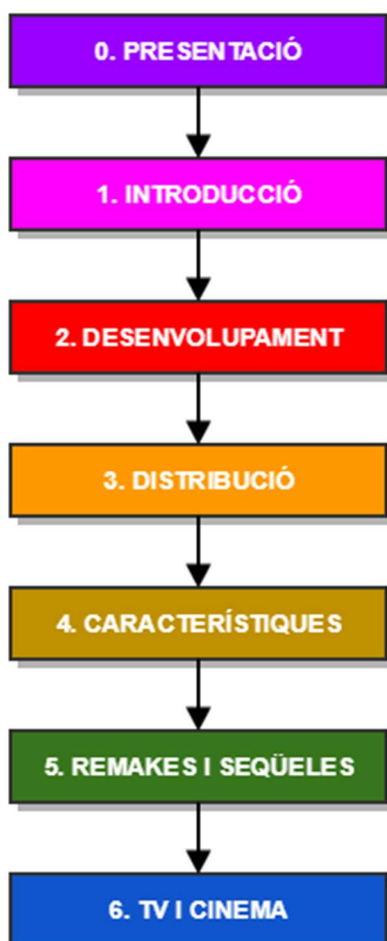 0. PRESENTACIÓ
1. INTRODUCCIÓ
2. DESENVOLUPAMENT
3. DISTRIBUCIÓ
4. CARACTERÍSTIQUES
5. REMAKES I SEQÜELES
6. TV I CINEMA